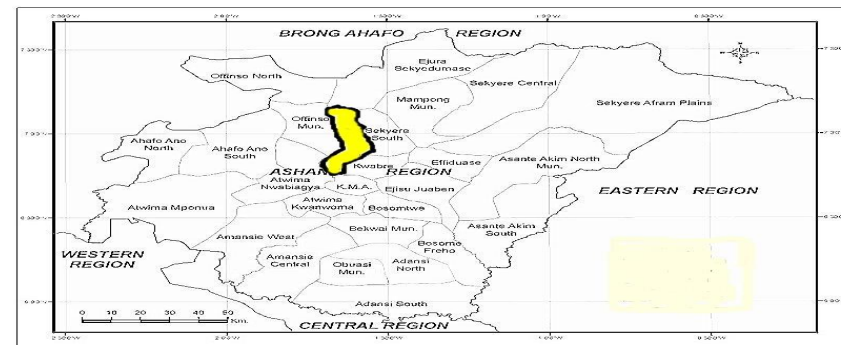 BRONG AHAFO REGION
Ejura
Sekyedumase
Offinso North
Sekyere Central
Mampong
Mun.
Sekyere Afram Plains
Offinso
Mun.
Sekyere
South
Ahafo Ano
North
Ahafo Ano
South
Kwabre
Effiduase
Asante Akim North
Mun.
ASHAN REGION
Atwima
Nwabiagya
K.M.A.
Ejisu Juaben
EASTERN REGION
Atwima Mponua
Atwima
Kwanwoma
Bosomtwe
Amansie West
Bekwai Mun.
Asante Akim
South
Bosome
Freho
WESTERN
REGION
Amansie
Central
Obuasi
Mun.
Adansi
North
Adansi South
0 10 20 30 40 50
Km.
CENTRAL REGION